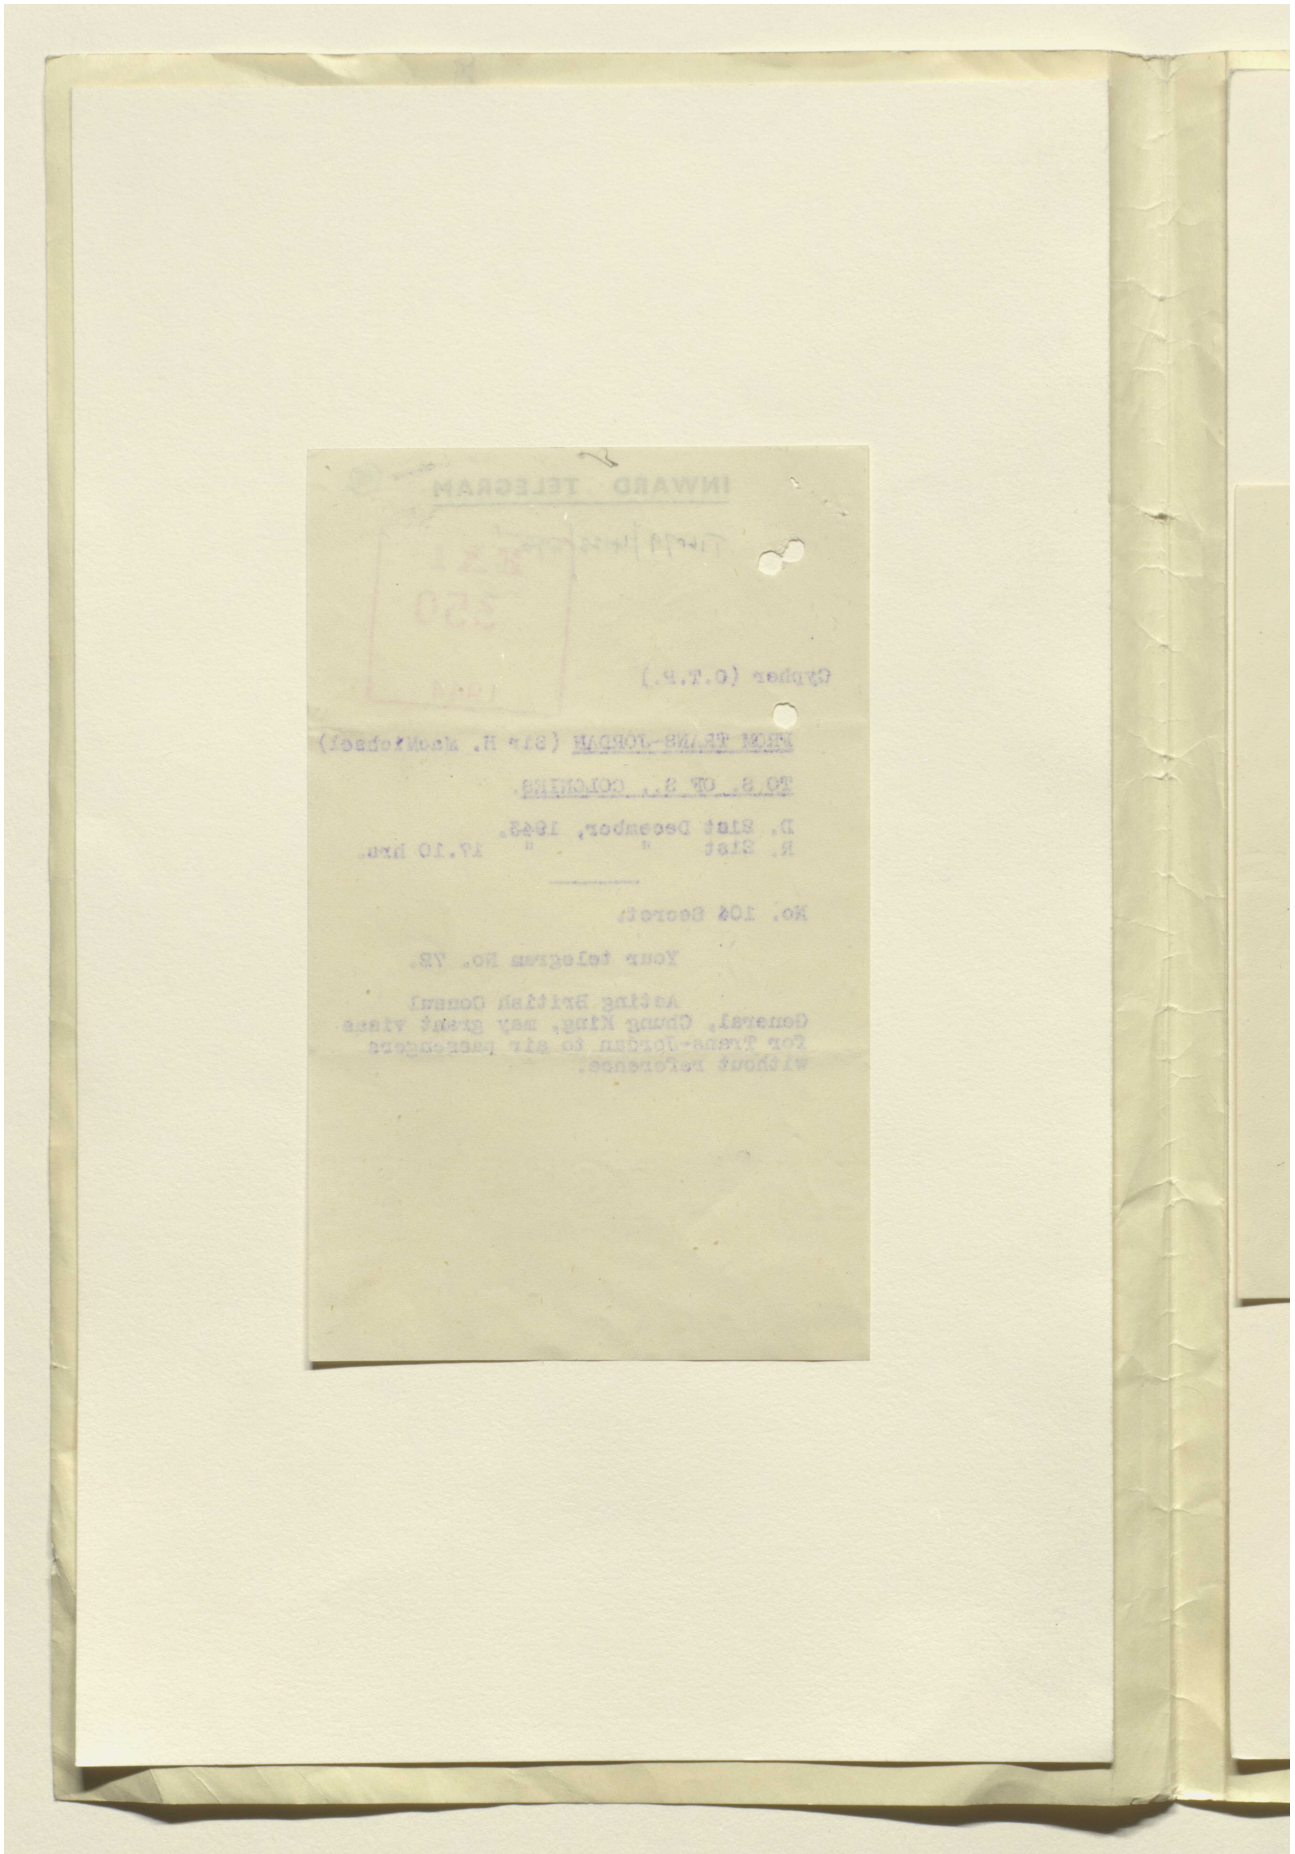 INWARD TELEGRAM
EXT
350
1944
Cypher (O.T.P.)
FROM TRANS-JORDAN (Sir H. MacMichael)
TO S. OF S., COLONIES.
D. 21st December, 1943.
R. 21st " " 17.10 hrs.
No. 104 Secret.
Your telegram No. 72.
Acting British Consul
General, Chung King, may grant visas
for Trans-Jordan to air passengers
without reference.